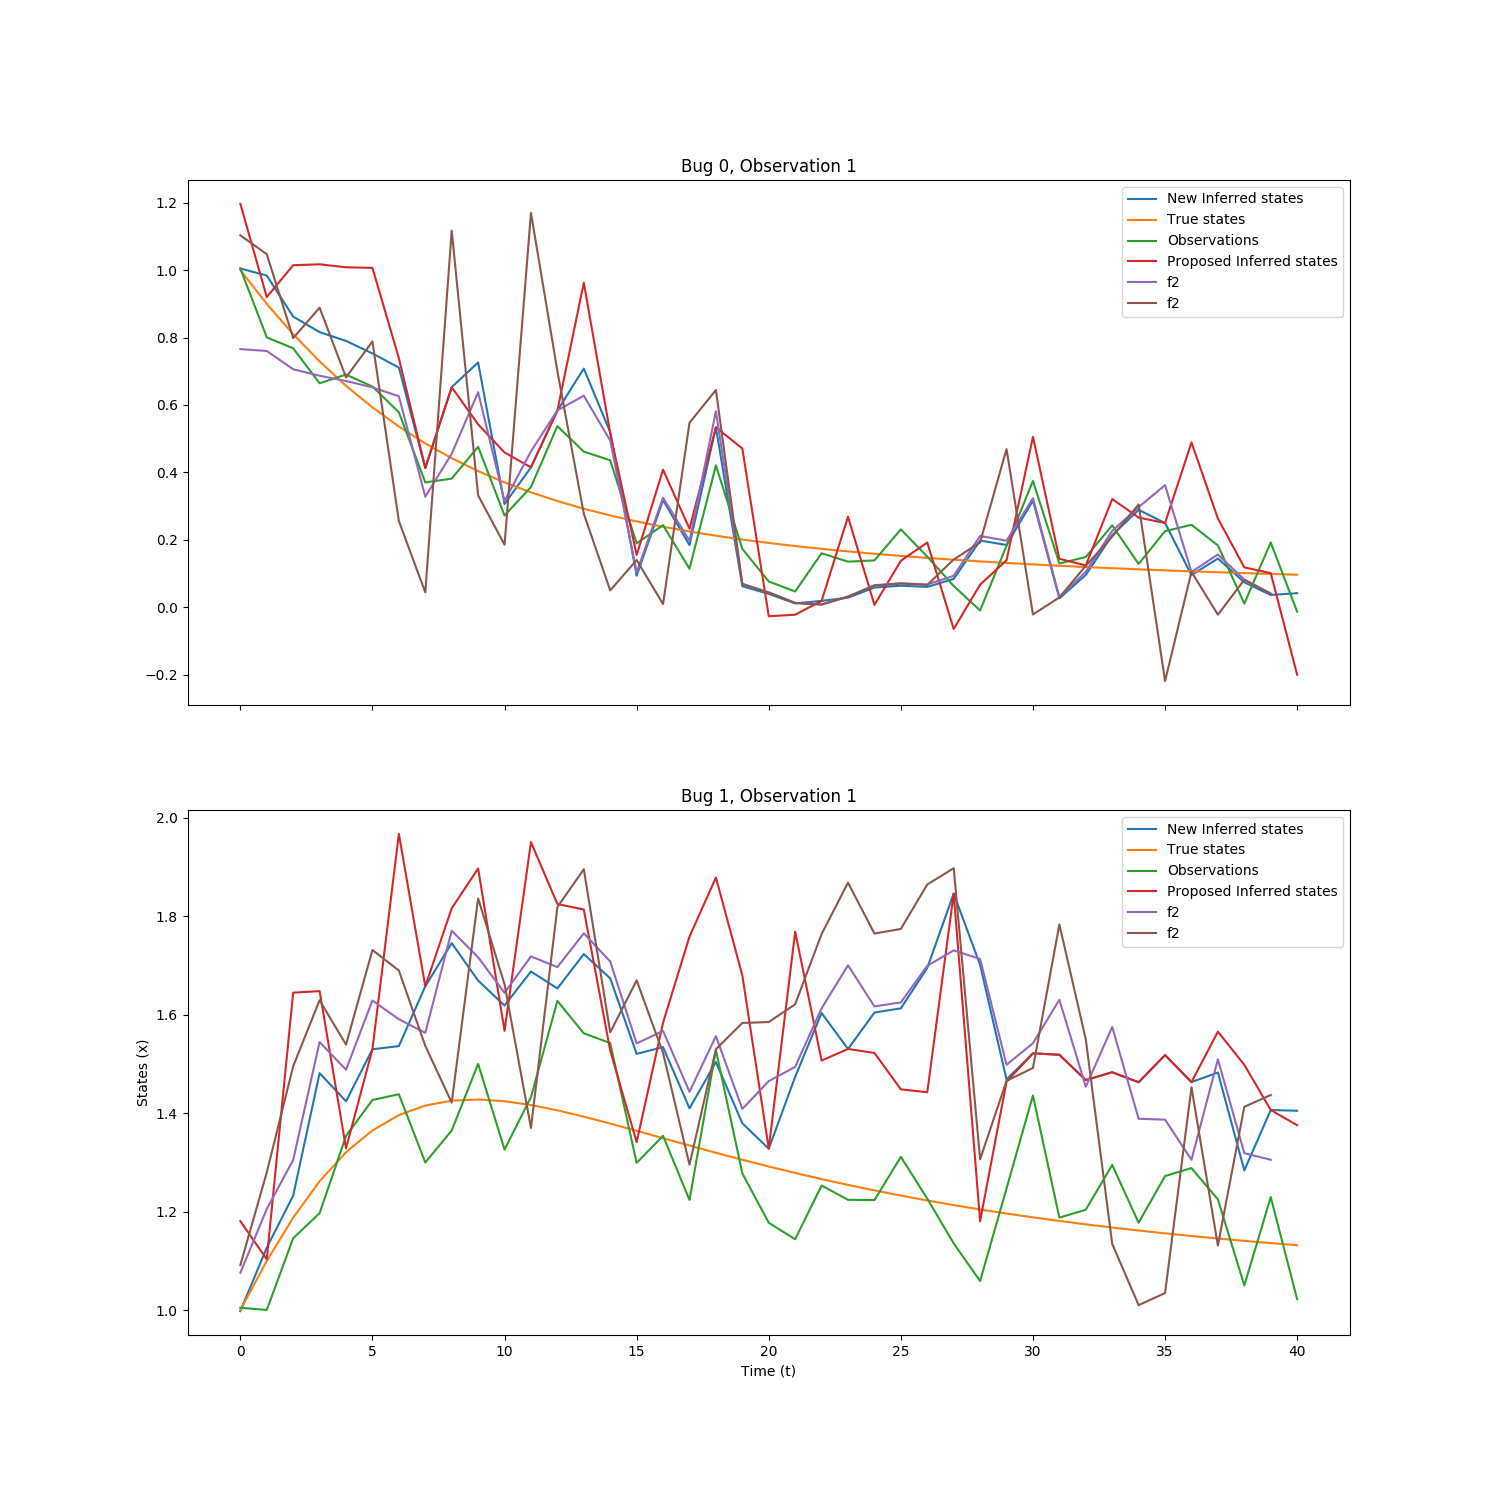 Bug 0, Observation 1
1.2
1.0
0.8
0.6
0.4
0.2
0.0
−0.2
New Inferred states
True states
Observations
Proposed Inferred states
f2
f2
Bug 1, Observation 1
2.0
1.8
1.6
1.4
1.2
1.0
States (x)
New Inferred states
True states
Observations
Proposed Inferred states
f2
f2
0 5 10 15 20 25 30 35 40
Time (t)